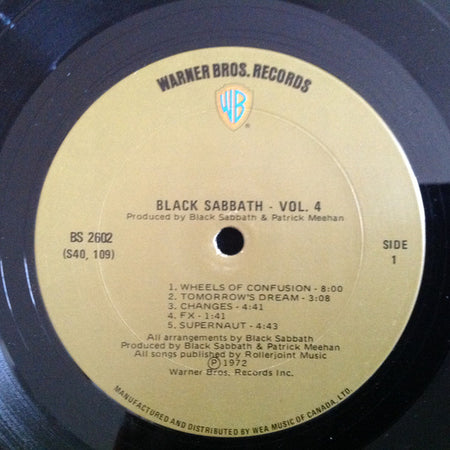 WARNER BROS. RECORDS
WB
BLACK SABBATH - VOL. 4
Produced by Black Sabbath & Patrick Meehan
BS 2602
(S40, 109)
SIDE
1
1. WHEELS OF CONFUSION - 8:00
2. TOMORROW'S DREAM - 3:08
3. CHANGES - 4:41
4. FX - 1:41
5. SUPERNAUT - 4:43
All arrangements by Black Sabbath
Produced by Black Sabbath & Patrick Meehan
All songs published by Rollerjoint Music
Ⓟ 1972
Warner Bros. Records Inc.
MANUFACTURED AND DISTRIBUTED BY WEA MUSIC OF CANADA, LTD.